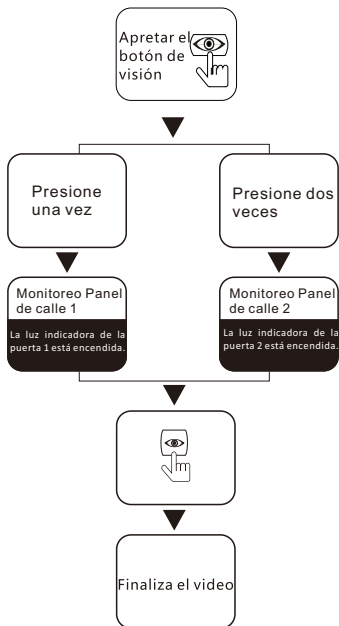 Apretar el
botón de
visión
Presione
una vez
Presione dos
veces
Monitoreo Panel
de calle 1
La luz indicadora de la
puerta 1 está encendida.
Monitoreo Panel
de calle 2
La luz indicadora de la
puerta 2 está encendida.
Finaliza el video